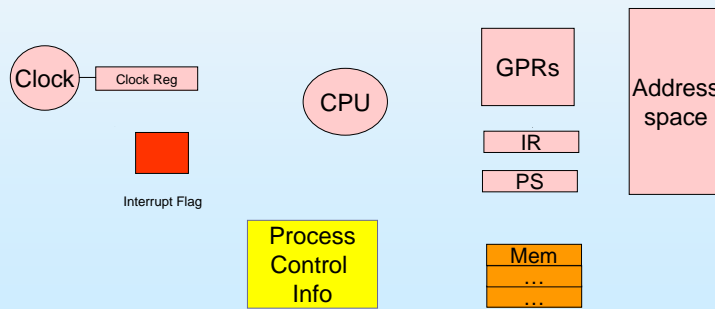 Clock
Clock Reg
Interrupt Flag
CPU
GPRs
IR
PS
Address
space
Process
Control
Info
Mem
…
…